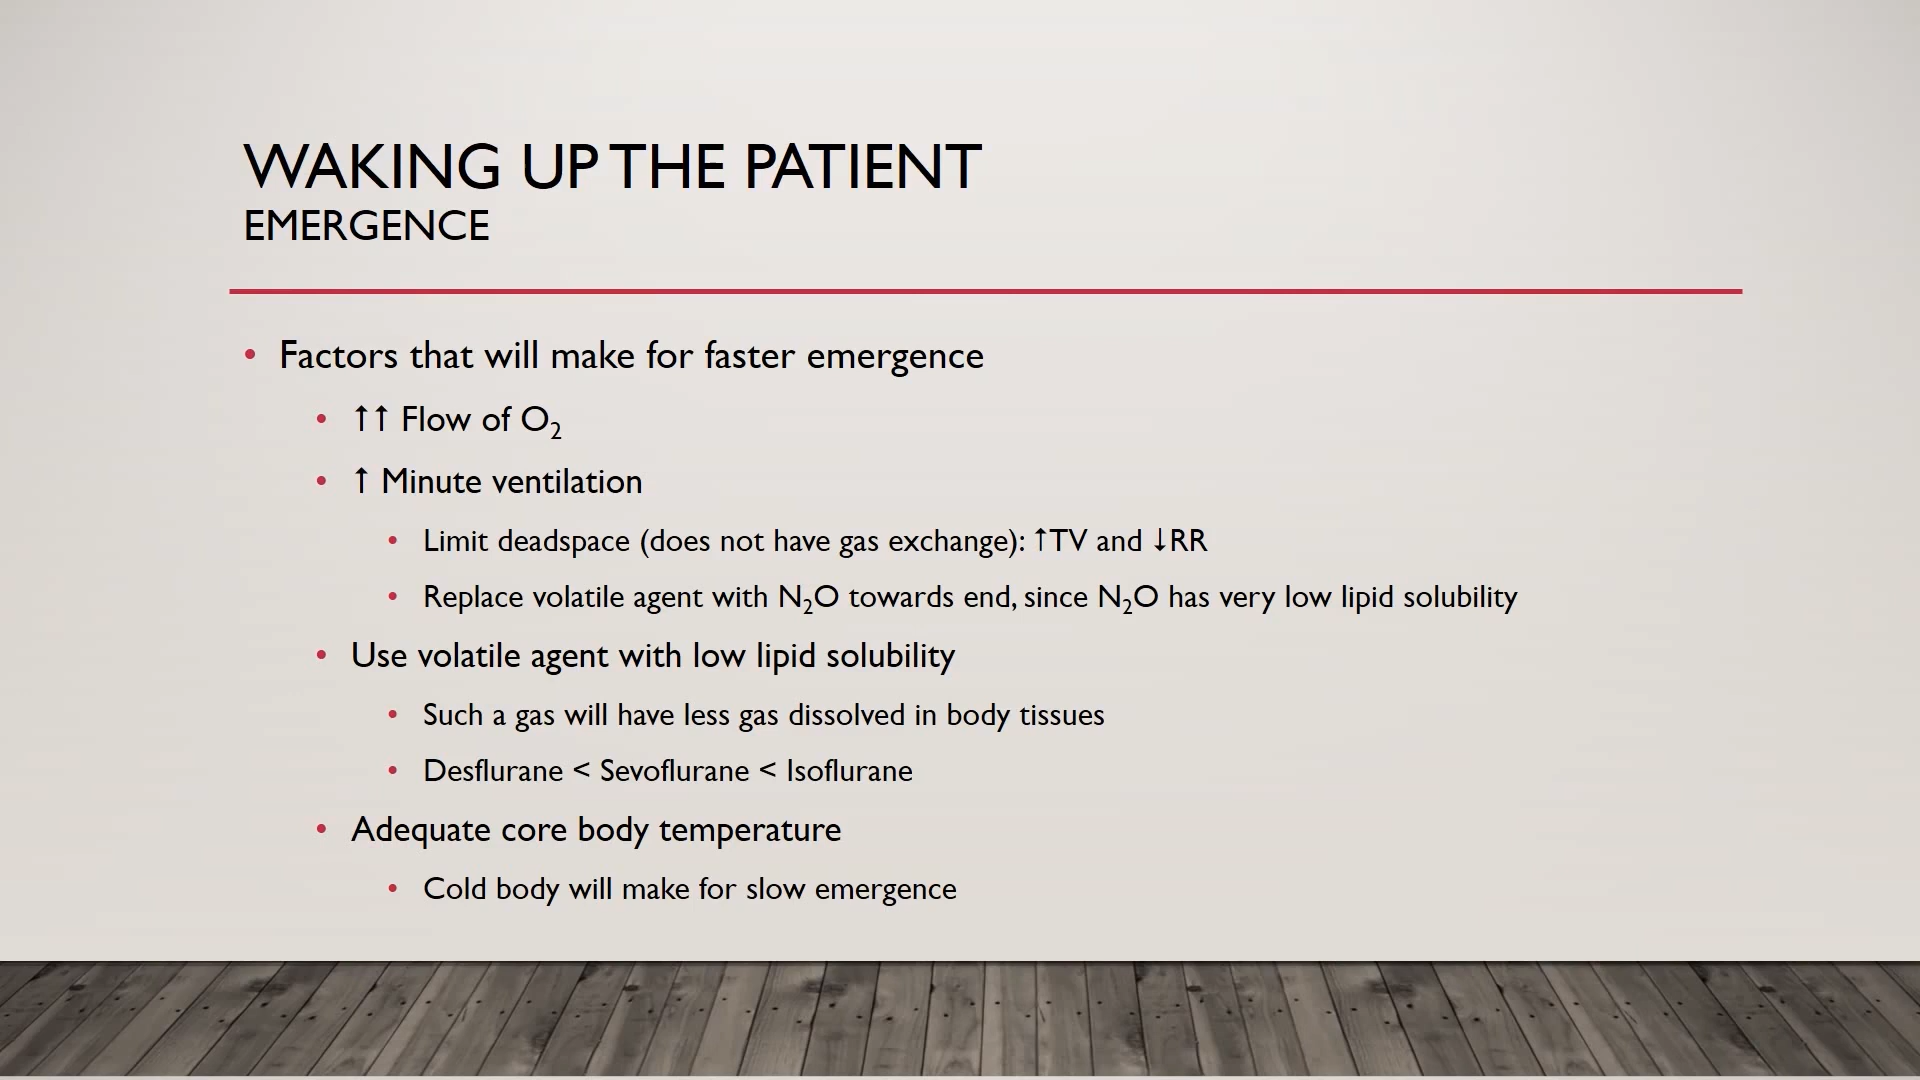 WAKING UP THE PATIENT
EMERGENCE
• Factors that will make for faster emergence
• ↑↑ Flow of O₂
• ↑ Minute ventilation
• Limit deadspace (does not have gas exchange): ↑TV and ↓RR
• Replace volatile agent with N₂O towards end, since N₂O has very low lipid solubility
• Use volatile agent with low lipid solubility
• Such a gas will have less gas dissolved in body tissues
• Desflurane < Sevoflurane < Isoflurane
• Adequate core body temperature
• Cold body will make for slow emergence